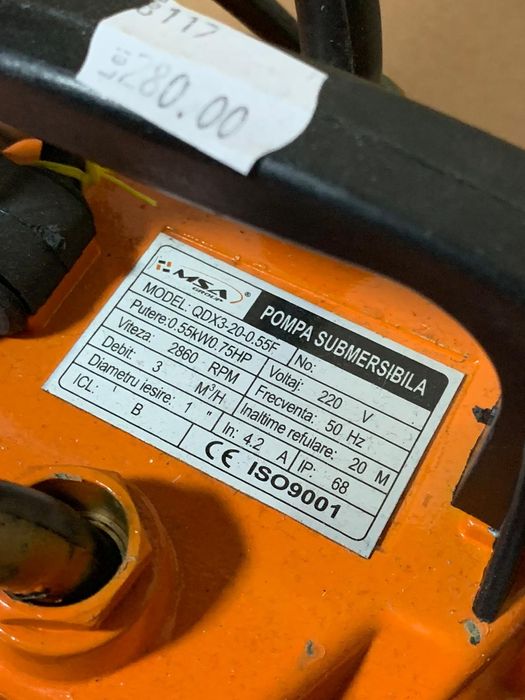 3117
Lei
280.00
MSA
GROUP
®
POMPA SUBMERSIBILA
MODEL: QDX3-20-0.55F
No:
Putere:0.55kW0.75HP
Voltaj: 220 V
Viteza: 2860 RPM
Frecventa: 50 Hz
Debit: 3 M³/H
Inaltime refulare: 20 M
Diametru iesire: 1 "
In: 4.2 A
IP: 68
ICL: B
CE ISO9001